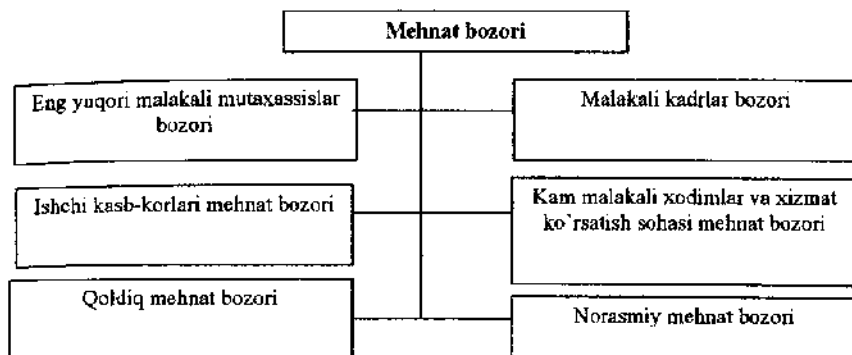 Mehnat bozori
Eng yuqori malakali mutaxassislar
bozori
Malakali kadrlar bozori
Ishchi kasb-korlari mehnat bozori
Kam malakali xodimlar va xizmat
ko`rsatish sohasi mehnat bozori
Qoldiq mehnat bozori
Norasmiy mehnat bozori